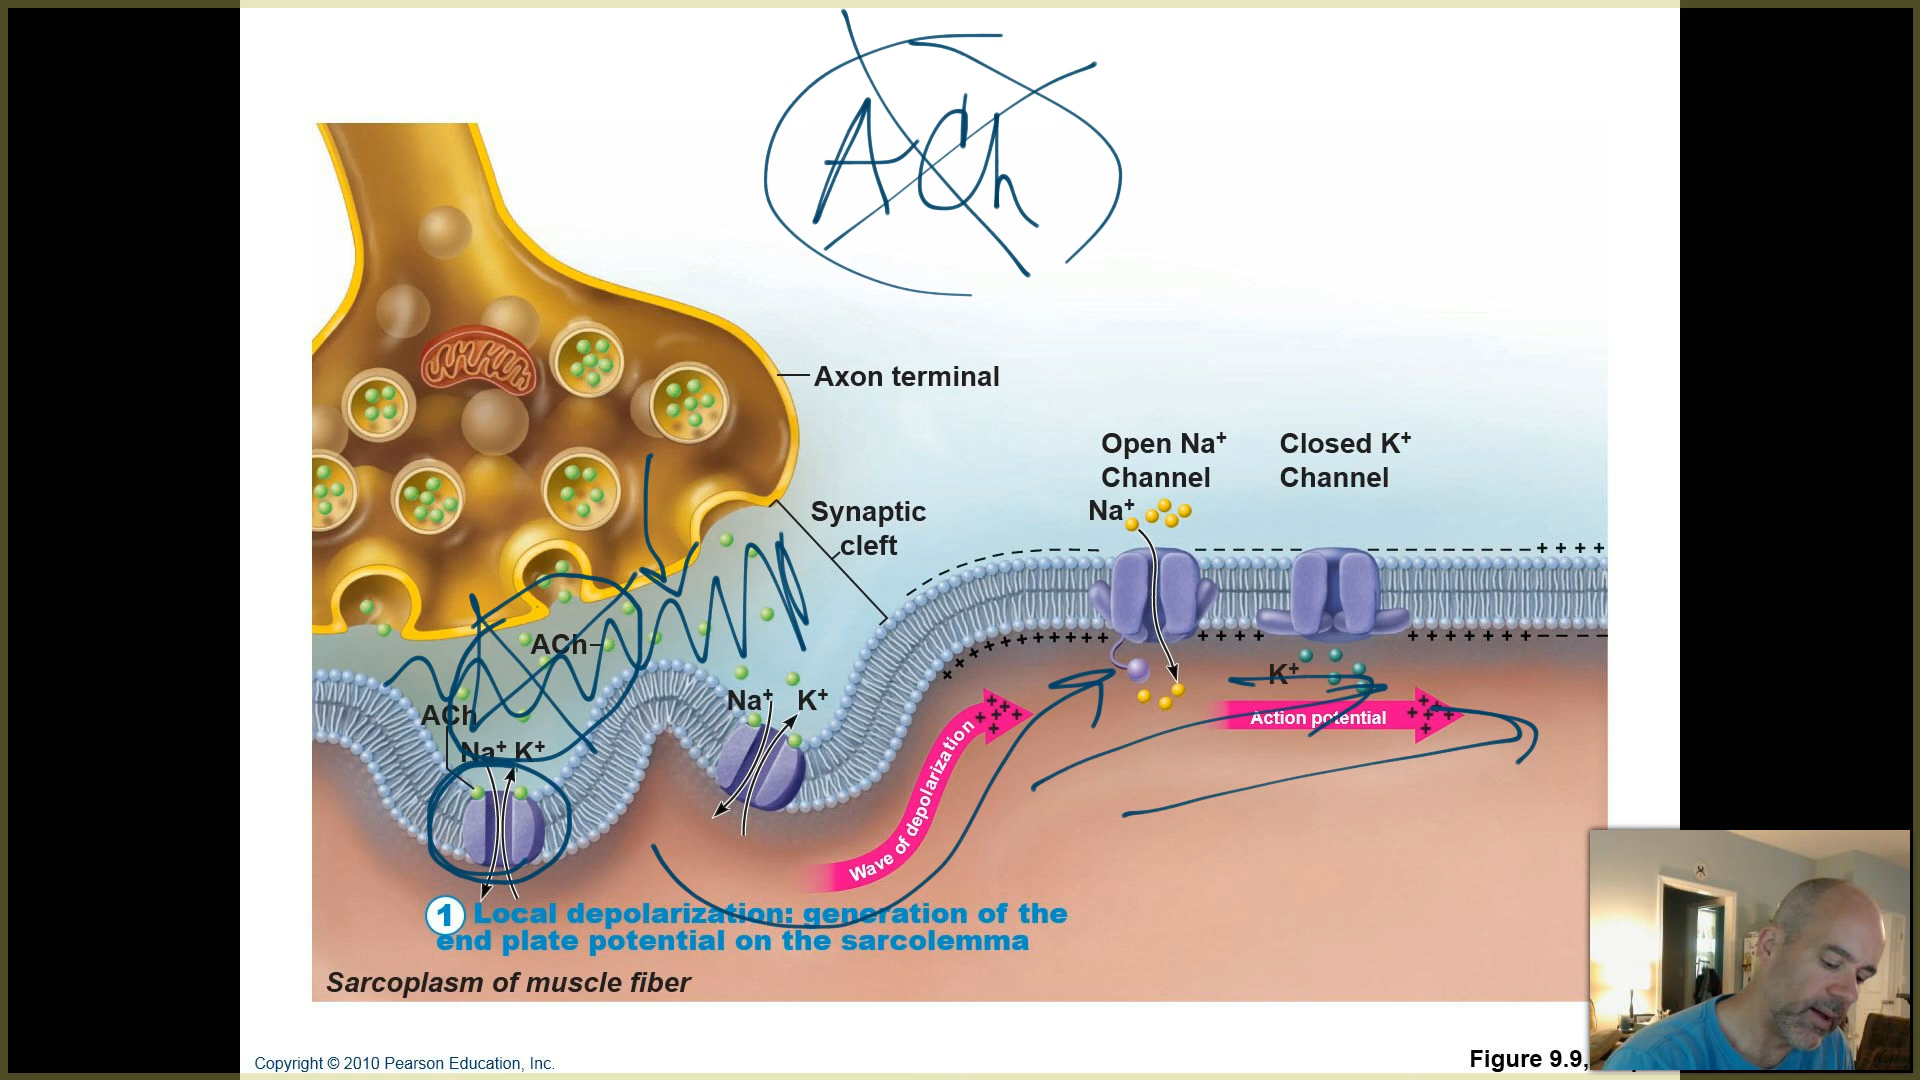 ACh
Axon terminal
Open Na+
Channel
Closed K+
Channel
Na+
Synaptic
cleft
ACh
K+
ACh
Na+ K+
Na+ K+
Wave of depolarization
Action potential
1 Local depolarization: generation of the
end plate potential on the sarcolemma
Sarcoplasm of muscle fiber
Copyright © 2010 Pearson Education, Inc.
Figure 9.9,